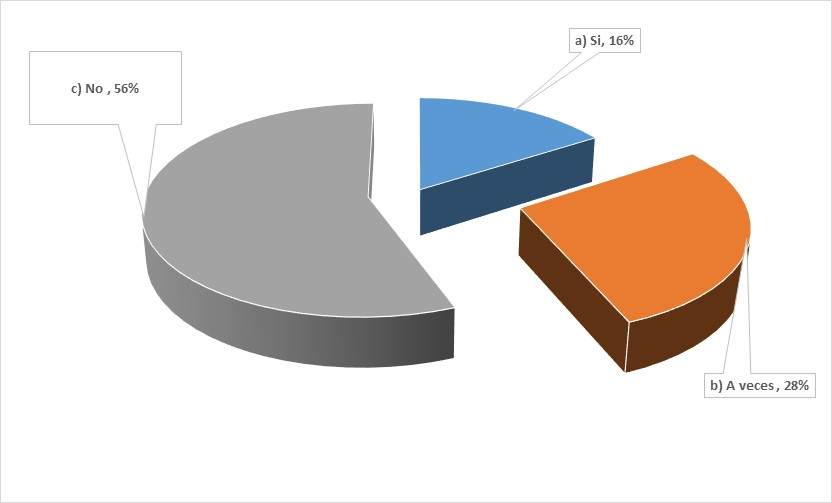 a) Si, 16%
c) No , 56%
b) A veces , 28%